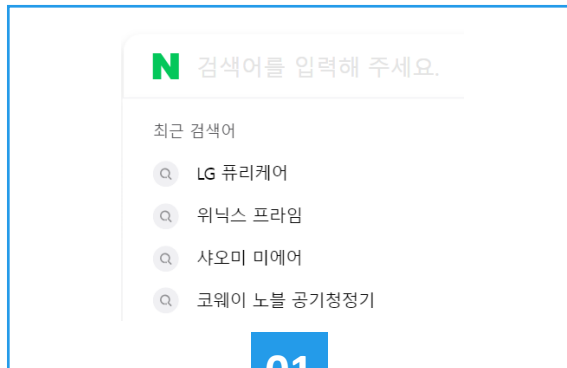 N 검색어를 입력해 주세요.
최근 검색어
LG 퓨리케어
위닉스 프라임
샤오미 미에어
코웨이 노블 공기청정기
01